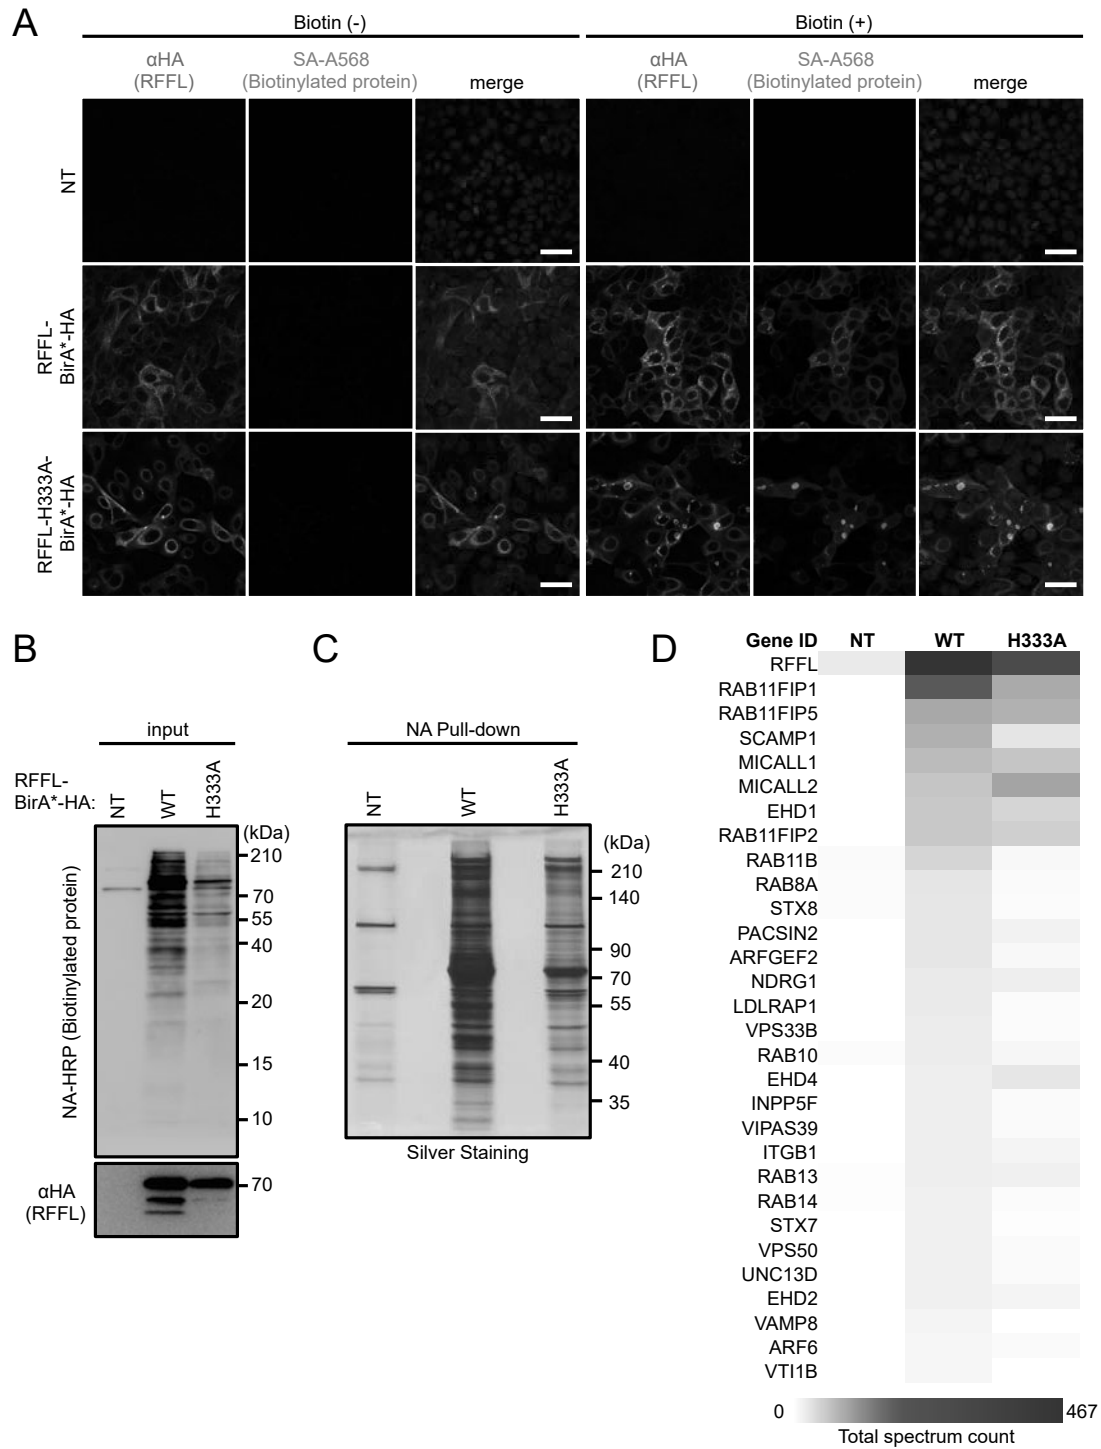 A
Biotin (-)
Biotin (+)
αHA
(RFFL)
SA-A568
(Biotinylated protein)
merge
αHA
(RFFL)
SA-A568
(Biotinylated protein)
merge
NT
RFFL-
BirA*-HA
RFFL-H333A-
BirA*-HA
B
input
RFFL-
BirA*-HA:
NT
WT
H333A
(kDa)
210
70
55
40
20
15
10
NA-HRP (Biotinylated protein)
αHA
(RFFL)
70
C
NA Pull-down
NT
WT
H333A
(kDa)
210
140
90
70
55
40
35
Silver Staining
D
Gene ID NT WT H333A
RFFL
RAB11FIP1
RAB11FIP5
SCAMP1
MICALL1
MICALL2
EHD1
RAB11FIP2
RAB11B
RAB8A
STX8
PACSIN2
ARFGEF2
NDRG1
LDLRAP1
VPS33B
RAB10
EHD4
INPP5F
VIPAS39
ITGB1
RAB13
RAB14
STX7
VPS50
UNC13D
EHD2
VAMP8
ARF6
VTI1B
0 467
Total spectrum count